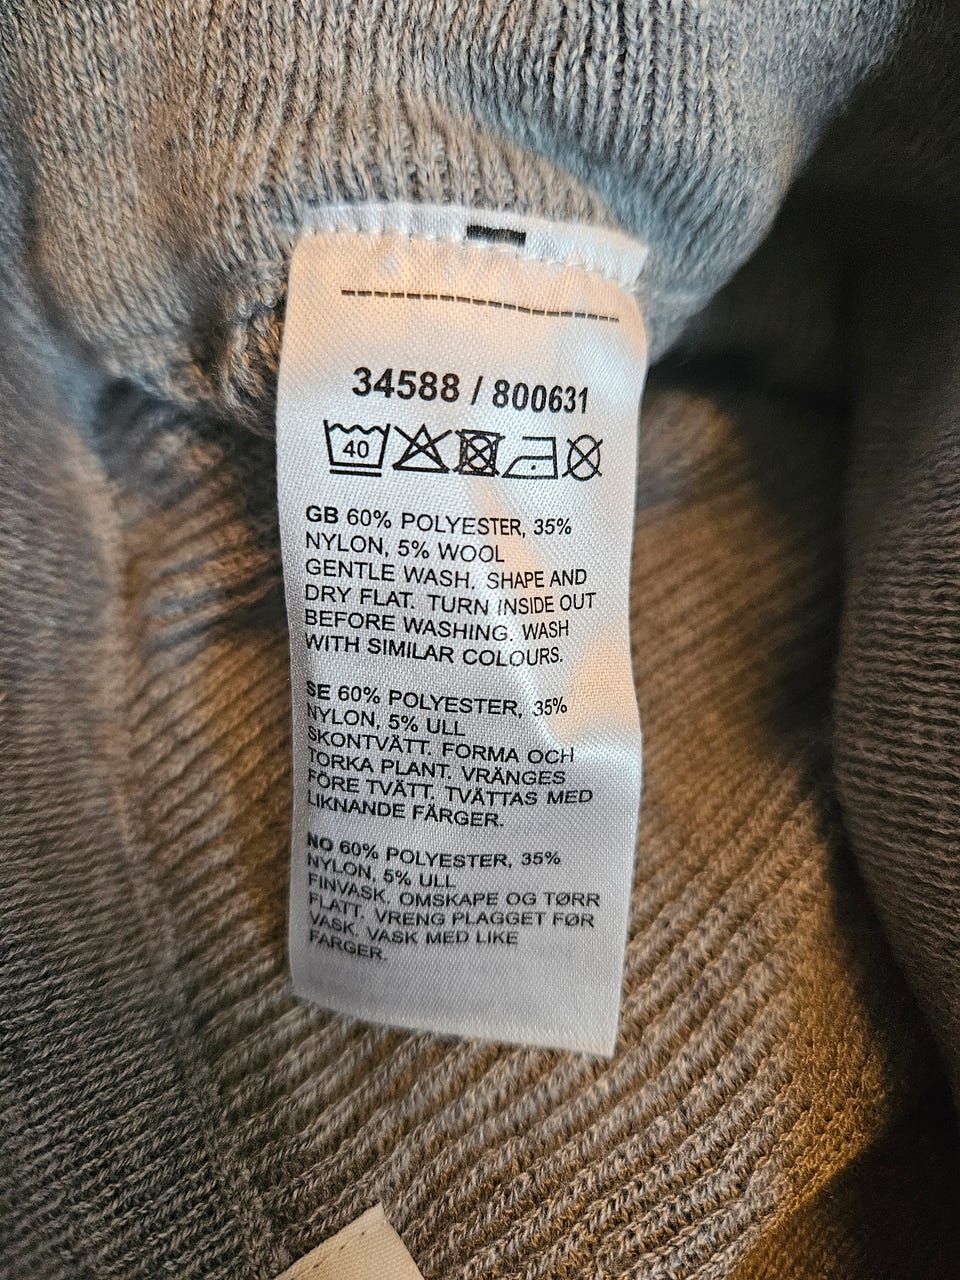 34588 / 800631
40
GB 60% POLYESTER, 35%
NYLON, 5% WOOL
GENTLE WASH. SHAPE AND
DRY FLAT. TURN INSIDE OUT
BEFORE WASHING. WASH
WITH SIMILAR COLOURS.
SE 60% POLYESTER, 35%
NYLON, 5% ULL
SKONTVÄTT. FORMA OCH
TORKA PLANT. VRÄNGES
FÖRE TVÄTT. TVÄTTAS MED
LIKNANDE FÄRGER.
NO 60% POLYESTER, 35%
NYLON, 5% ULL
FINVASK. OMSKAPE OG TØRR
FLATT. VRENG PLAGGET FØR
VASK. VASK MED LIKE
FARGER.